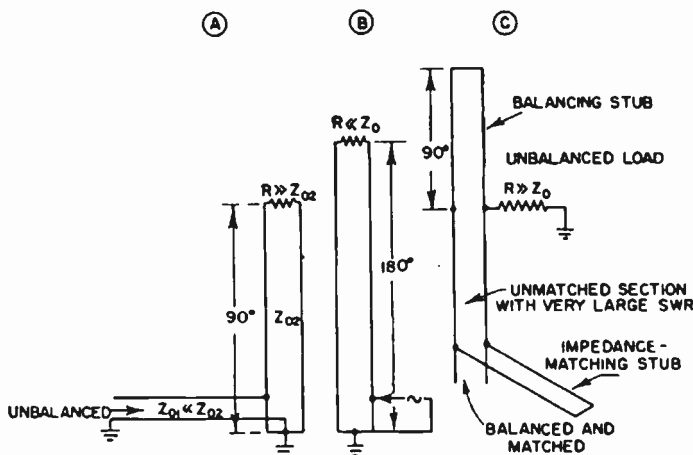 A
B
C
90°
BALANCING STUB
R ≪ Z0
UNBALANCED LOAD
R ≫ Z02
R ≫ Z0
180°
90°
Z02
UNMATCHED SECTION
WITH VERY LARGE SWR
IMPEDANCE-
MATCHING STUB
UNBALANCED
Z01 ≪ Z02
~
BALANCED AND
MATCHED